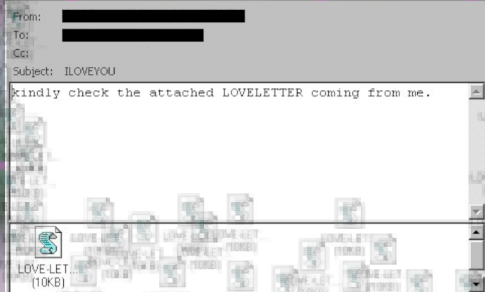 From:
To:
Cc:
Subject: ILOVEYOU
kindly check the attached LOVELETTER coming from me.
LOVE-LET...
(10KB)